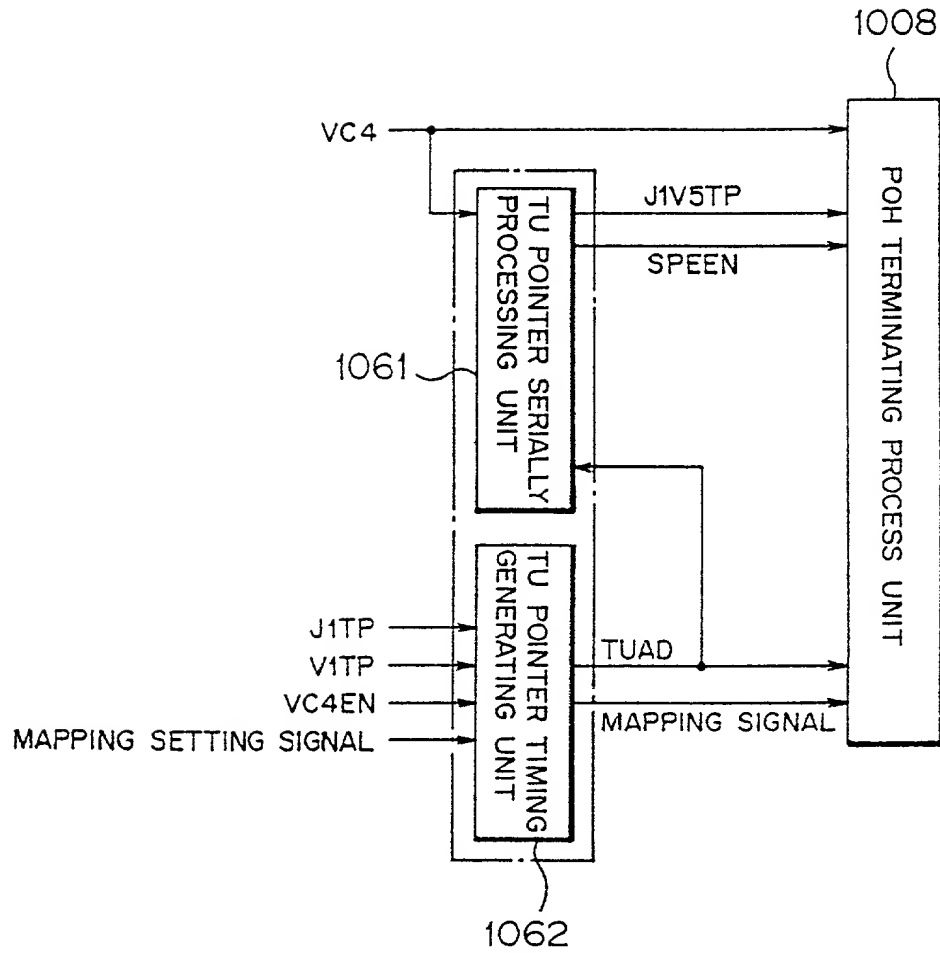 1008
VC4
J1V5TP
SPEEN
TU POINTER SERIALLY
PROCESSING UNIT
POH TERMINATING PROCESS UNIT
1061
TU POINTER TIMING
GENERATING UNIT
J1TP
V1TP
VC4EN
MAPPING SETTING SIGNAL
TUAD
MAPPING SIGNAL
1062